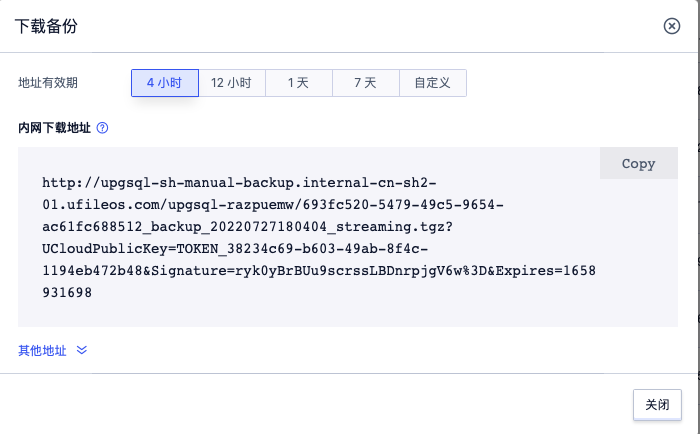 下载备份
地址有效期 4 小时 12 小时 1 天 7 天 自定义
内网下载地址
Copy
http://upgsql-sh-manual-backup.internal-cn-sh2-
01.ufileos.com/upgsql-razpuemw/693fc520-5479-49c5-9654-
ac61fc688512_backup_20220727180404_streaming.tgz?
UCloudPublicKey=TOKEN_38234c69-b603-49ab-8f4c-
1194eb472b48&Signature=ryk0yBrBUu9scrssLBDnrpjgV6w%3D&Expires=1658
931698
其他地址
关闭